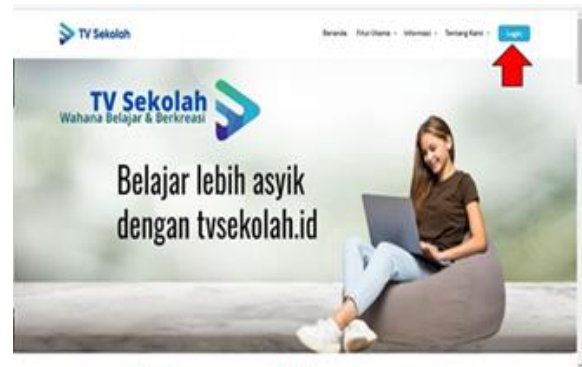 TV Sekolah
Beranda Fitur Utama Informasi Tentang Kami Login
TV Sekolah
Wahana Belajar & Berkreasi
Belajar lebih asyik
dengan tvsekolah.id